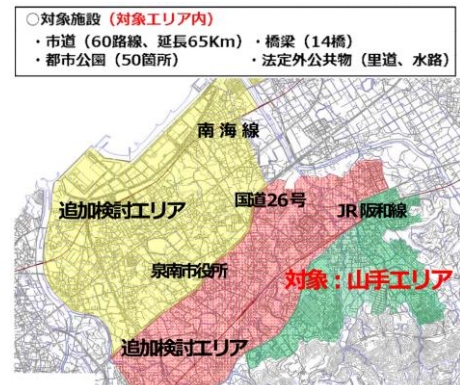 ○対象施設（対象エリア内）
・市道（60路線、延長65Km）・橋梁（14橋）
・都市公園（50箇所）　・法定外公共物（里道、水路）
南海線
国道26号
追加検討エリア
JR阪和線
泉南市役所
対象：山手エリア
追加検討エリア